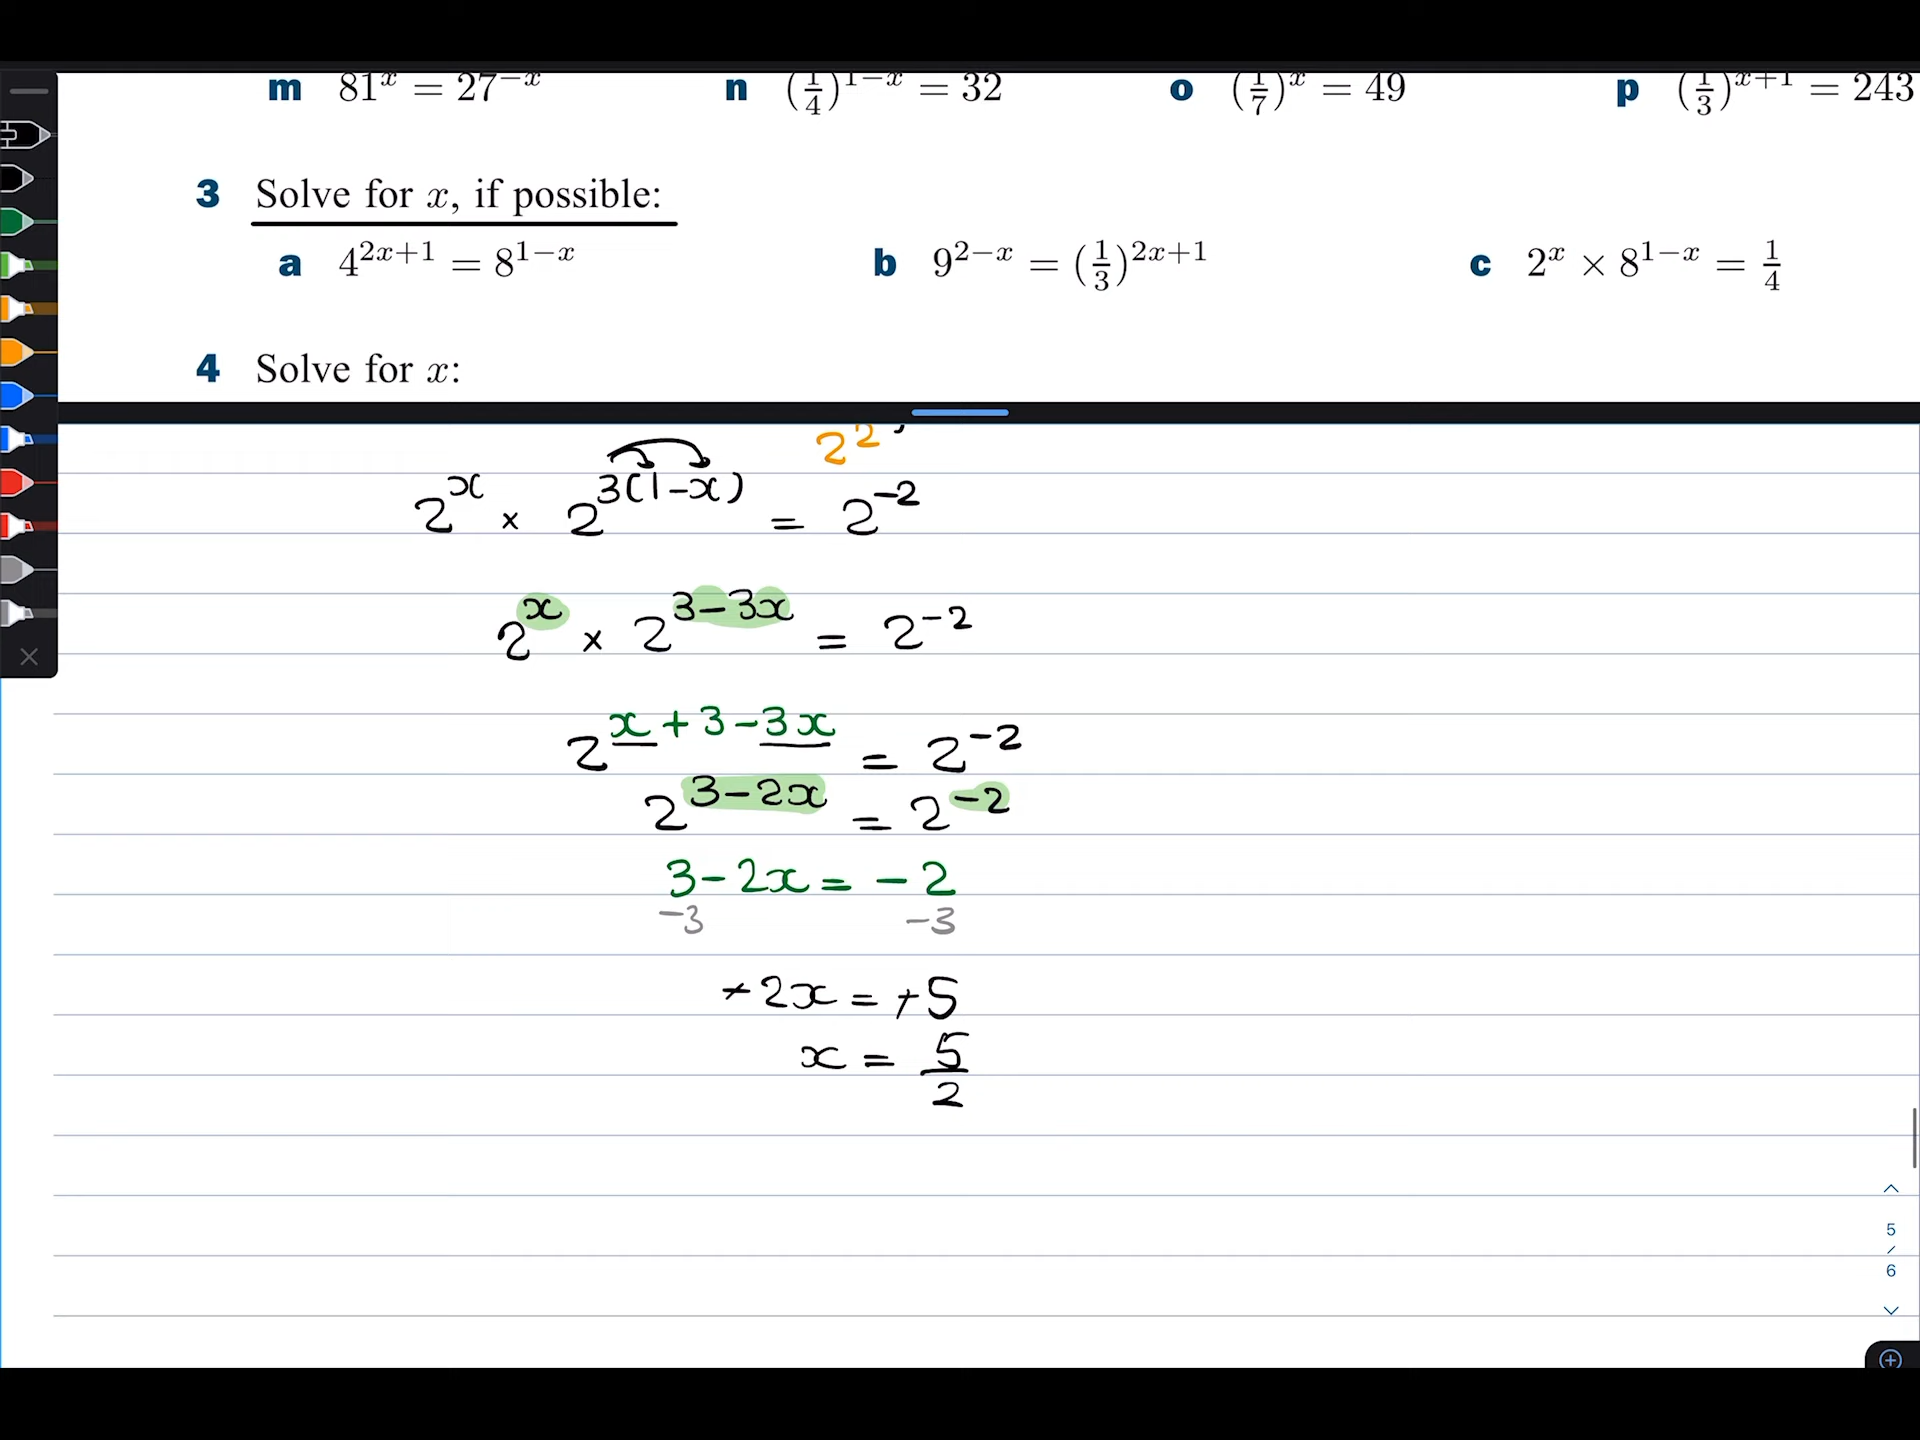 m 81^x = 27^{-x} n (1/4)^{1-x} = 32 o (1/7)^x = 49 p (1/3)^{x+1} = 243
3 Solve for x, if possible:
a 4^{2x+1} = 8^{1-x} b 9^{2-x} = (1/3)^{2x+1} c 2^x × 8^{1-x} = 1/4
4 Solve for x:
2^2
2^x × 2^{3(1-x)} = 2^{-2}
2^x × 2^{3-3x} = 2^{-2}
2^{x+3-3x} = 2^{-2}
2^{3-2x} = 2^{-2}
3-2x = -2
-3 -3
+2x = +5
x = 5/2
5
/
6